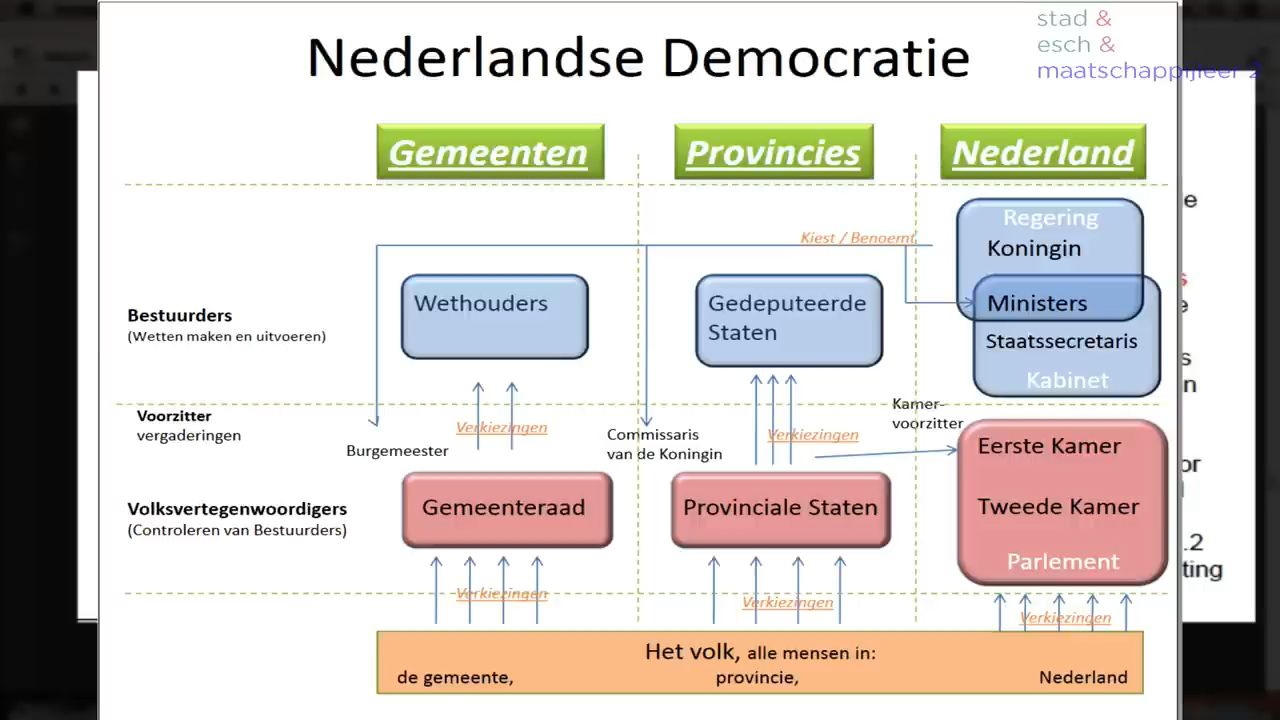 stad &
esch &
maatschappijleer 2
Nederlandse Democratie
Gemeenten
Provincies
Nederland
Kiest / Benoemt
Regering
Koningin
Ministers
Staatssecretaris
Kabinet
Wethouders
Gedeputeerde
Staten
Bestuurders
(Wetten maken en uitvoeren)
Voorzitter
vergaderingen
Burgemeester
Verkiezingen
Commissaris
van de Koningin
Verkiezingen
Kamer-
voorzitter
Volksvertegenwoordigers
(Controleren van Bestuurders)
Gemeenteraad
Provinciale Staten
Eerste Kamer
Tweede Kamer
Parlement
Verkiezingen
Verkiezingen
Verkiezingen
Het volk, alle mensen in:
de gemeente,
provincie,
Nederland